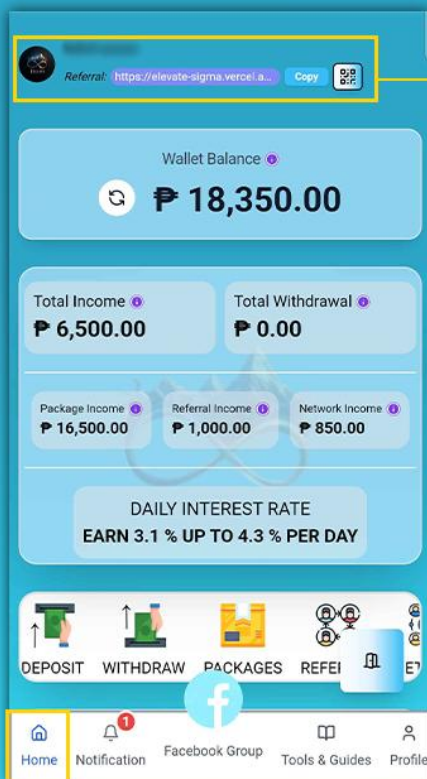 Referral: https://elevate-sigma.vercel.a... Copy
Wallet Balance
₱ 18,350.00
Total Income Total Withdrawal
₱ 6,500.00 ₱ 0.00
Package Income Referral Income Network Income
₱ 16,500.00 ₱ 1,000.00 ₱ 850.00
DAILY INTEREST RATE
EARN 3.1 % UP TO 4.3 % PER DAY
DEPOSIT WITHDRAW PACKAGES
1
Home Notification Facebook Group Tools & Guides Profile